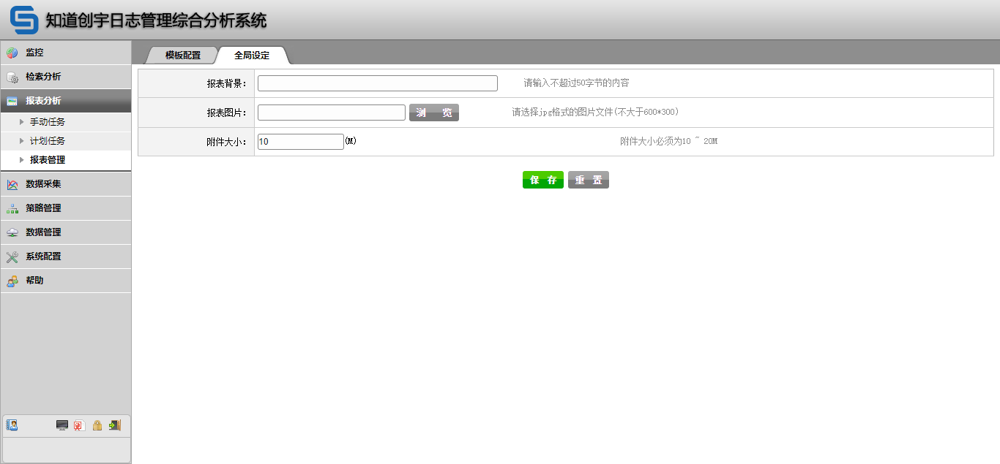 知道创宇日志管理综合分析系统
监控
检索分析
报表分析
手动任务
计划任务
报表管理
数据采集
策略管理
数据管理
系统配置
帮助
模板配置 全局设定
报表背景： 请输入不超过50字节的内容
报表图片： 浏 览 请选择jpg格式的图片文件(不大于600*300)
附件大小： 10 (M) 附件大小必须为10 ~ 20M
保 存 重 置